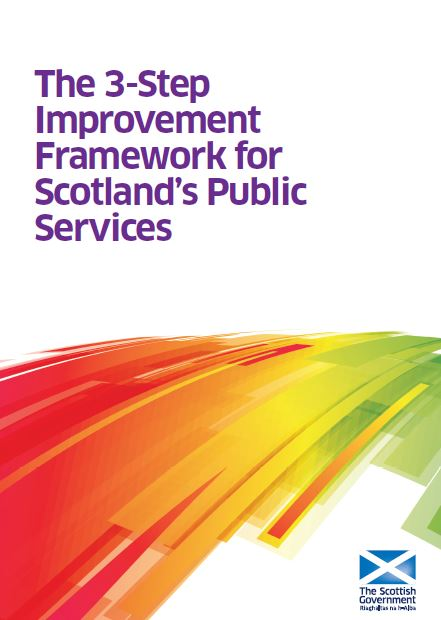 The 3-Step
Improvement
Framework for
Scotland’s Public
Services
The Scottish
Government
Riaghaltas na h-Alba